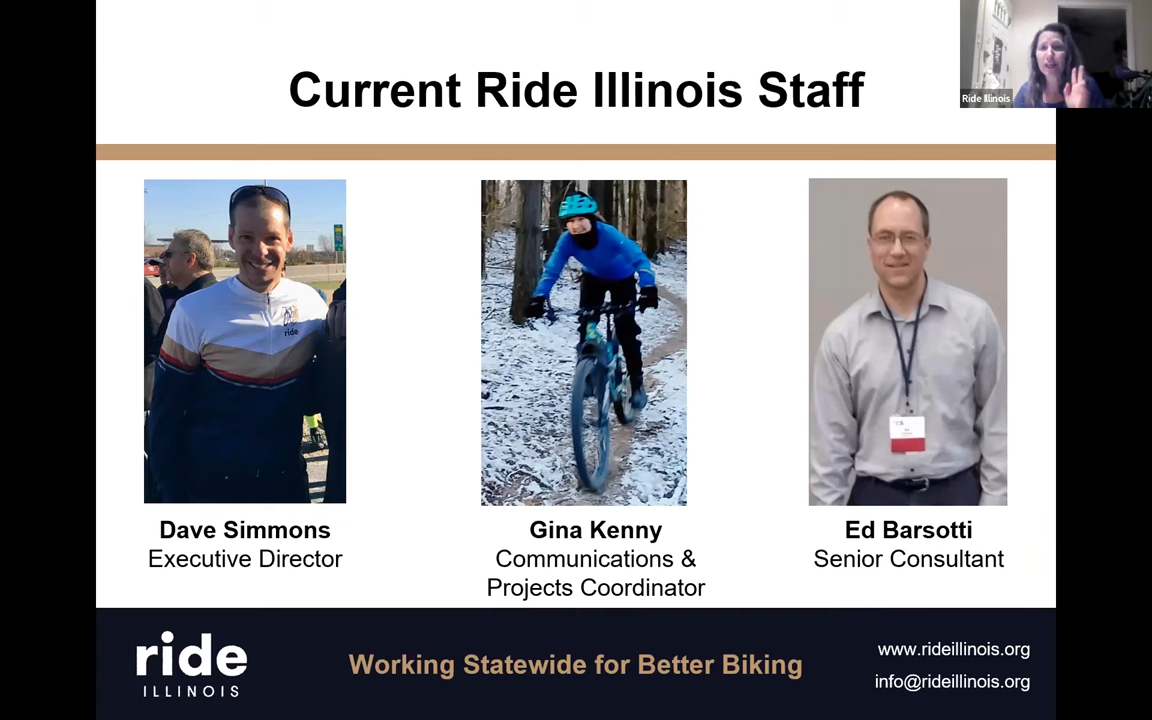 Current Ride Illinois Staff
Ride Illinois
ride
Dave Simmons
Executive Director
Gina Kenny
Communications &
Projects Coordinator
Ed Barsotti
Senior Consultant
ride
ILLINOIS
Working Statewide for Better Biking
www.rideillinois.org
info@rideillinois.org